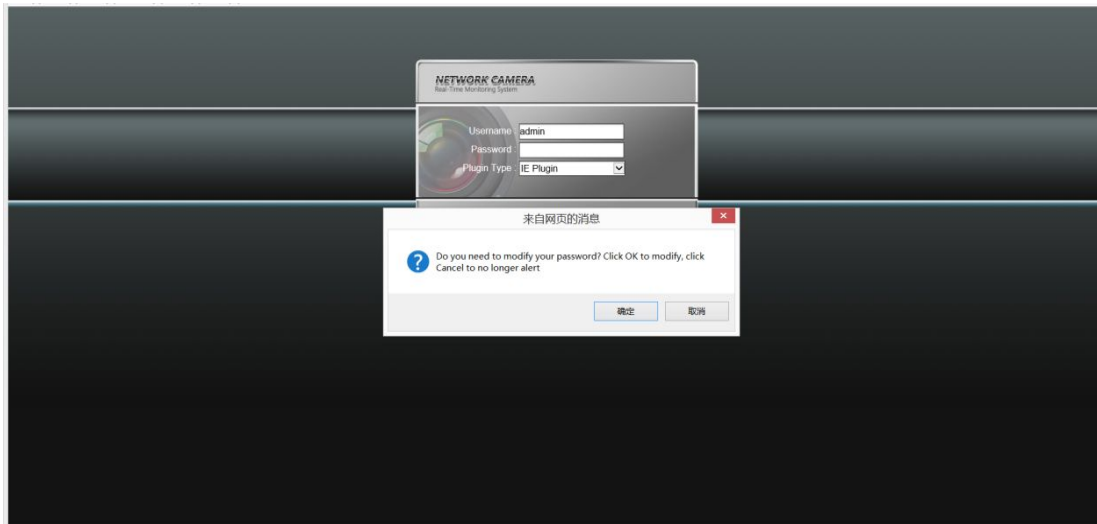 NETWORK CAMERA
Real-Time Monitoring System
Username : admin
Password :
Plugin Type : IE Plugin
来自网页的消息
Do you need to modify your password? Click OK to modify, click
Cancel to no longer alert
确定
取消